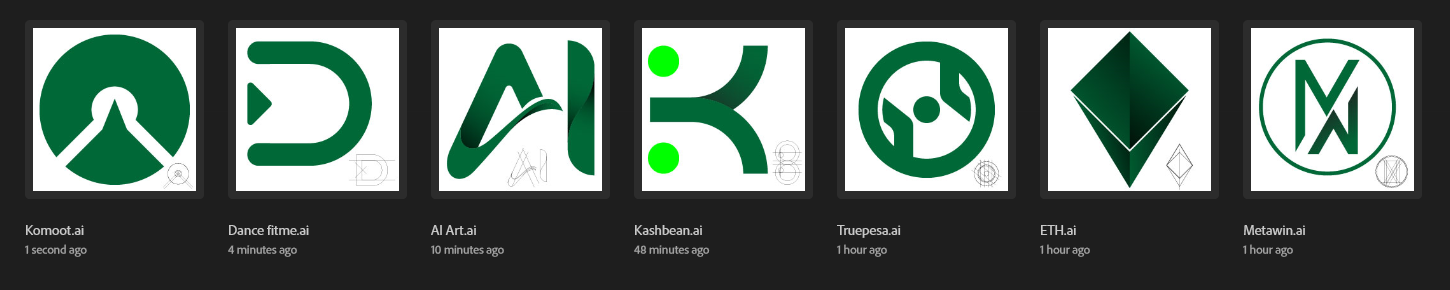 Komoot.ai
1 second ago
Dance fitme.ai
4 minutes ago
AI
AI Art.ai
10 minutes ago
Kashbean.ai
48 minutes ago
Truepesa.ai
1 hour ago
ETH.ai
1 hour ago
Metawin.ai
1 hour ago